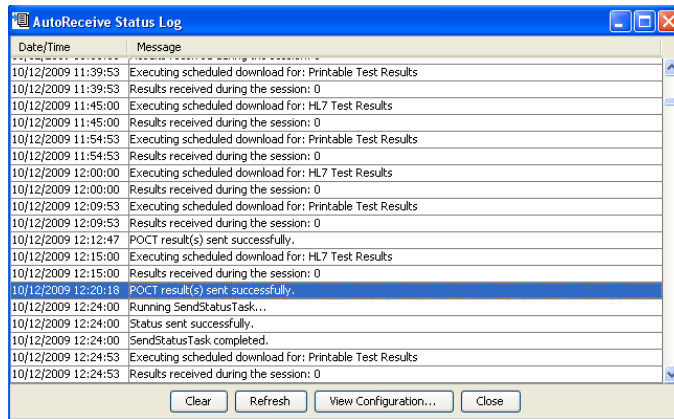 AutoReceive Status Log
Date/Time Message
10/12/2009 11:39:53 Executing scheduled download for: Printable Test Results
10/12/2009 11:39:53 Results received during the session: 0
10/12/2009 11:45:00 Executing scheduled download for: HL7 Test Results
10/12/2009 11:45:00 Results received during the session: 0
10/12/2009 11:54:53 Executing scheduled download for: Printable Test Results
10/12/2009 11:54:53 Results received during the session: 0
10/12/2009 12:00:00 Executing scheduled download for: HL7 Test Results
10/12/2009 12:00:00 Results received during the session: 0
10/12/2009 12:09:53 Executing scheduled download for: Printable Test Results
10/12/2009 12:09:53 Results received during the session: 0
10/12/2009 12:12:47 POCT result(s) sent successfully.
10/12/2009 12:15:00 Executing scheduled download for: HL7 Test Results
10/12/2009 12:15:00 Results received during the session: 0
10/12/2009 12:20:18 POCT result(s) sent successfully.
10/12/2009 12:24:00 Running SendStatusTask...
10/12/2009 12:24:00 Status sent successfully.
10/12/2009 12:24:00 SendStatusTask completed.
10/12/2009 12:24:53 Executing scheduled download for: Printable Test Results
10/12/2009 12:24:53 Results received during the session: 0
Clear Refresh View Configuration... Close